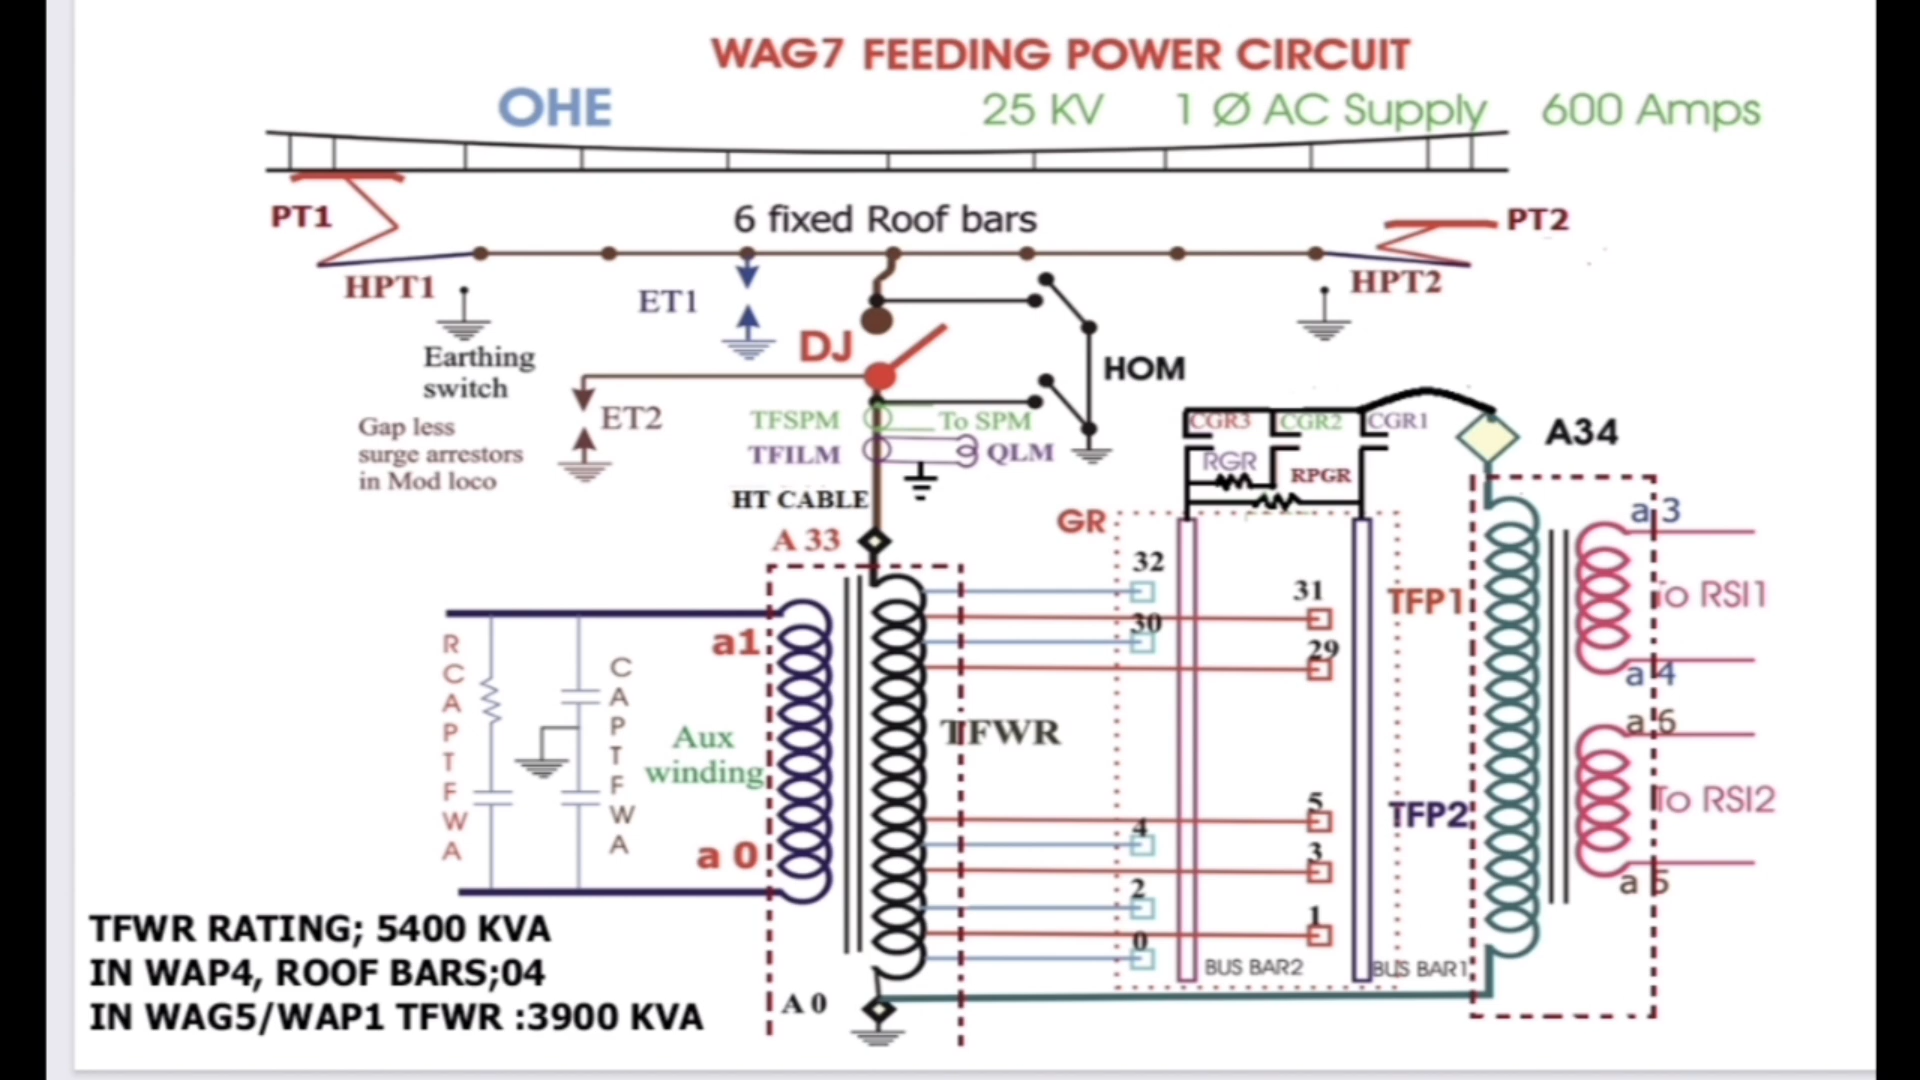 WAG7 FEEDING POWER CIRCUIT
OHE
25 KV 1 Ø AC Supply 600 Amps
PT1
6 fixed Roof bars
PT2
HPT1
ET1
HPT2
DJ
Earthing
switch
HOM
ET2
Gap less
surge arrestors
in Mod loco
TFSPM
To SPM
CGR3
CGR2
CGR1
A34
TFILM
QLM
RGR
RPGR
HT CABLE
GR
A 33
a 3
32
31
TFP1
To RSI1
30
29
a1
RCAPTFWA
CAPTFWA
a 4
a 6
TFWR
Aux
winding
To RSI2
5
TFP2
4
a 0
3
a 5
2
1
0
BUS BAR2
BUS BAR1
A 0
TFWR RATING; 5400 KVA
IN WAP4, ROOF BARS;04
IN WAG5/WAP1 TFWR :3900 KVA